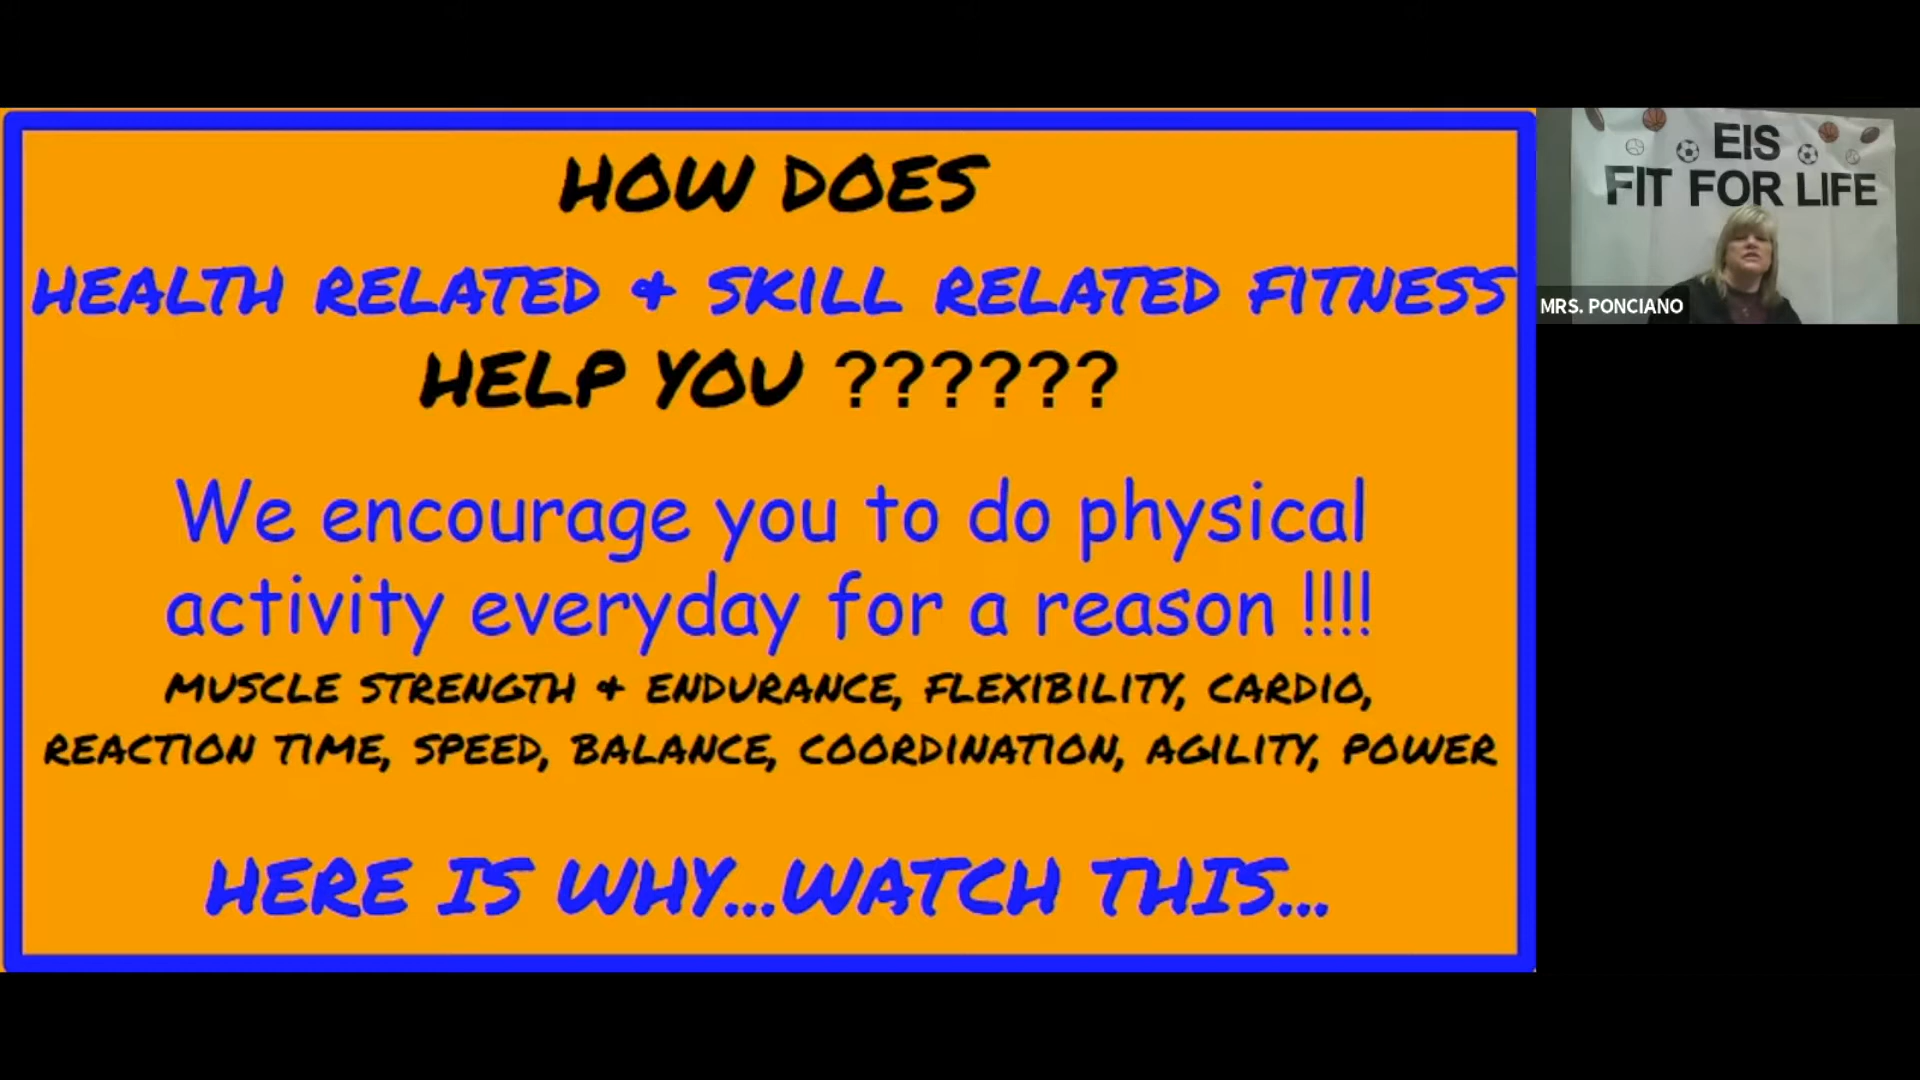 HOW DOES
HEALTH RELATED & SKILL RELATED FITNESS
HELP YOU ??????
We encourage you to do physical
activity everyday for a reason !!!!
MUSCLE STRENGTH & ENDURANCE, FLEXIBILITY, CARDIO,
REACTION TIME, SPEED, BALANCE, COORDINATION, AGILITY, POWER
HERE IS WHY...WATCH THIS...
EIS
FIT FOR LIFE
MRS. PONCIANO